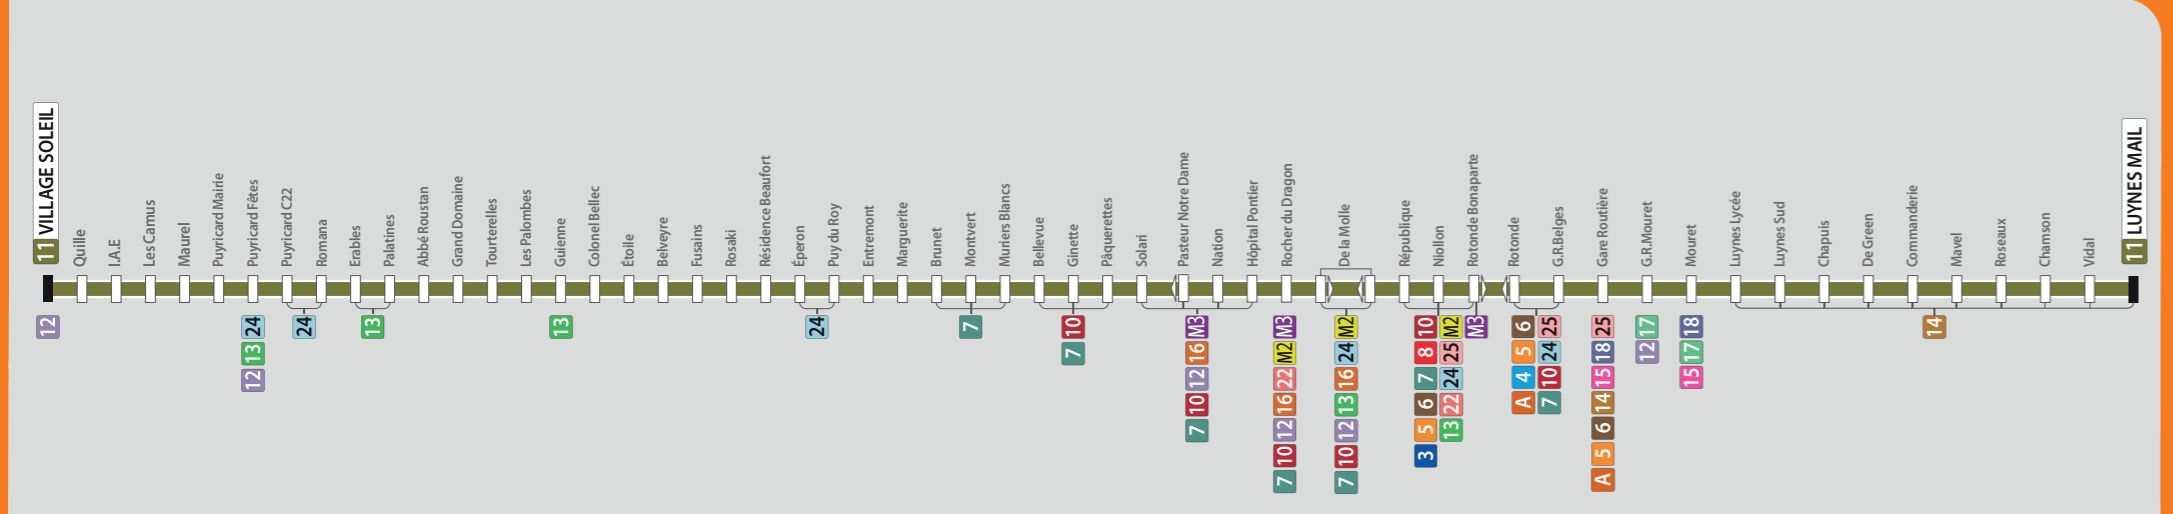 11 VILLAGE SOLEIL
Quille
I.A.E
Les Camus
Maurel
Puyricard Mairie
Puyricard Fêtes
Puyricard C22
Romana
Erables
Palatines
Abbé Roustan
Grand Domaine
Tourterelles
Les Palombes
Guienne
Colonel Bellec
Étoile
Belveyre
Fusains
Rosaki
Résidence Beaufort
Éperon
Puy du Roy
Entremont
Marguerite
Brunet
Montvert
Muriers Blancs
Bellevue
Ginette
Pâquerettes
Solari
Pasteur Notre Dame
Nation
Hôpital Pontier
Rocher du Dragon
De la Molle
République
Niollon
Rotonde Bonaparte
Rotonde
G.R.Belges
Gare Routière
G.R.Mouret
Mouret
Luynes Lycée
Luynes Sud
Chapuis
De Green
Commanderie
Mavel
Roseaux
Chamson
Vidal
11 LUYNES MAIL
12
12 13 24
24
13
13
24
7
7 10
7 10 12 16 M3
7 10 12 16 22 M2 M3
7 10 12 13 16 24 M2
3 5 6 7 8 10
13 22 24 25 M2
M3
A 4 5 6
7 10 24 25
A 5 6 14 15 18 25
12 17
15 17 18
14